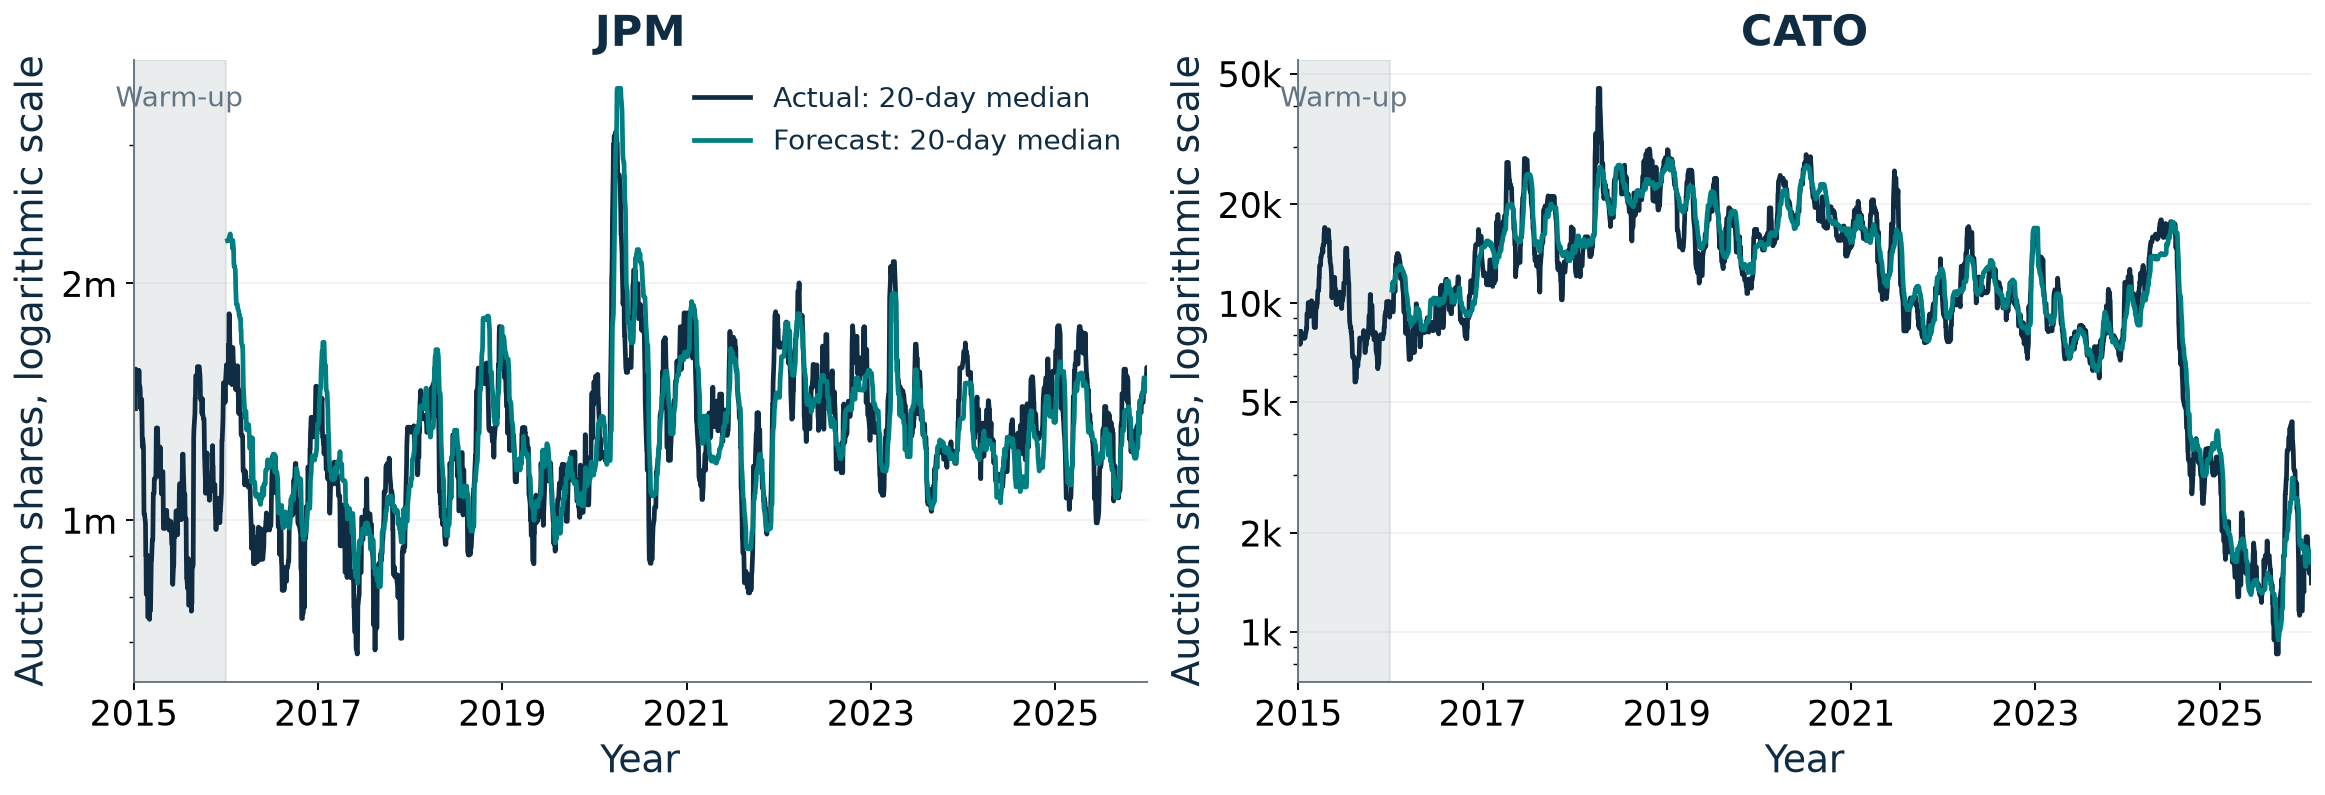 JPM
Auction shares, logarithmic scale
Warm-up
Actual: 20-day median
Forecast: 20-day median
2m
1m
2015 2017 2019 2021 2023 2025
Year
CATO
Auction shares, logarithmic scale
Warm-up
50k
20k
10k
5k
2k
1k
2015 2017 2019 2021 2023 2025
Year